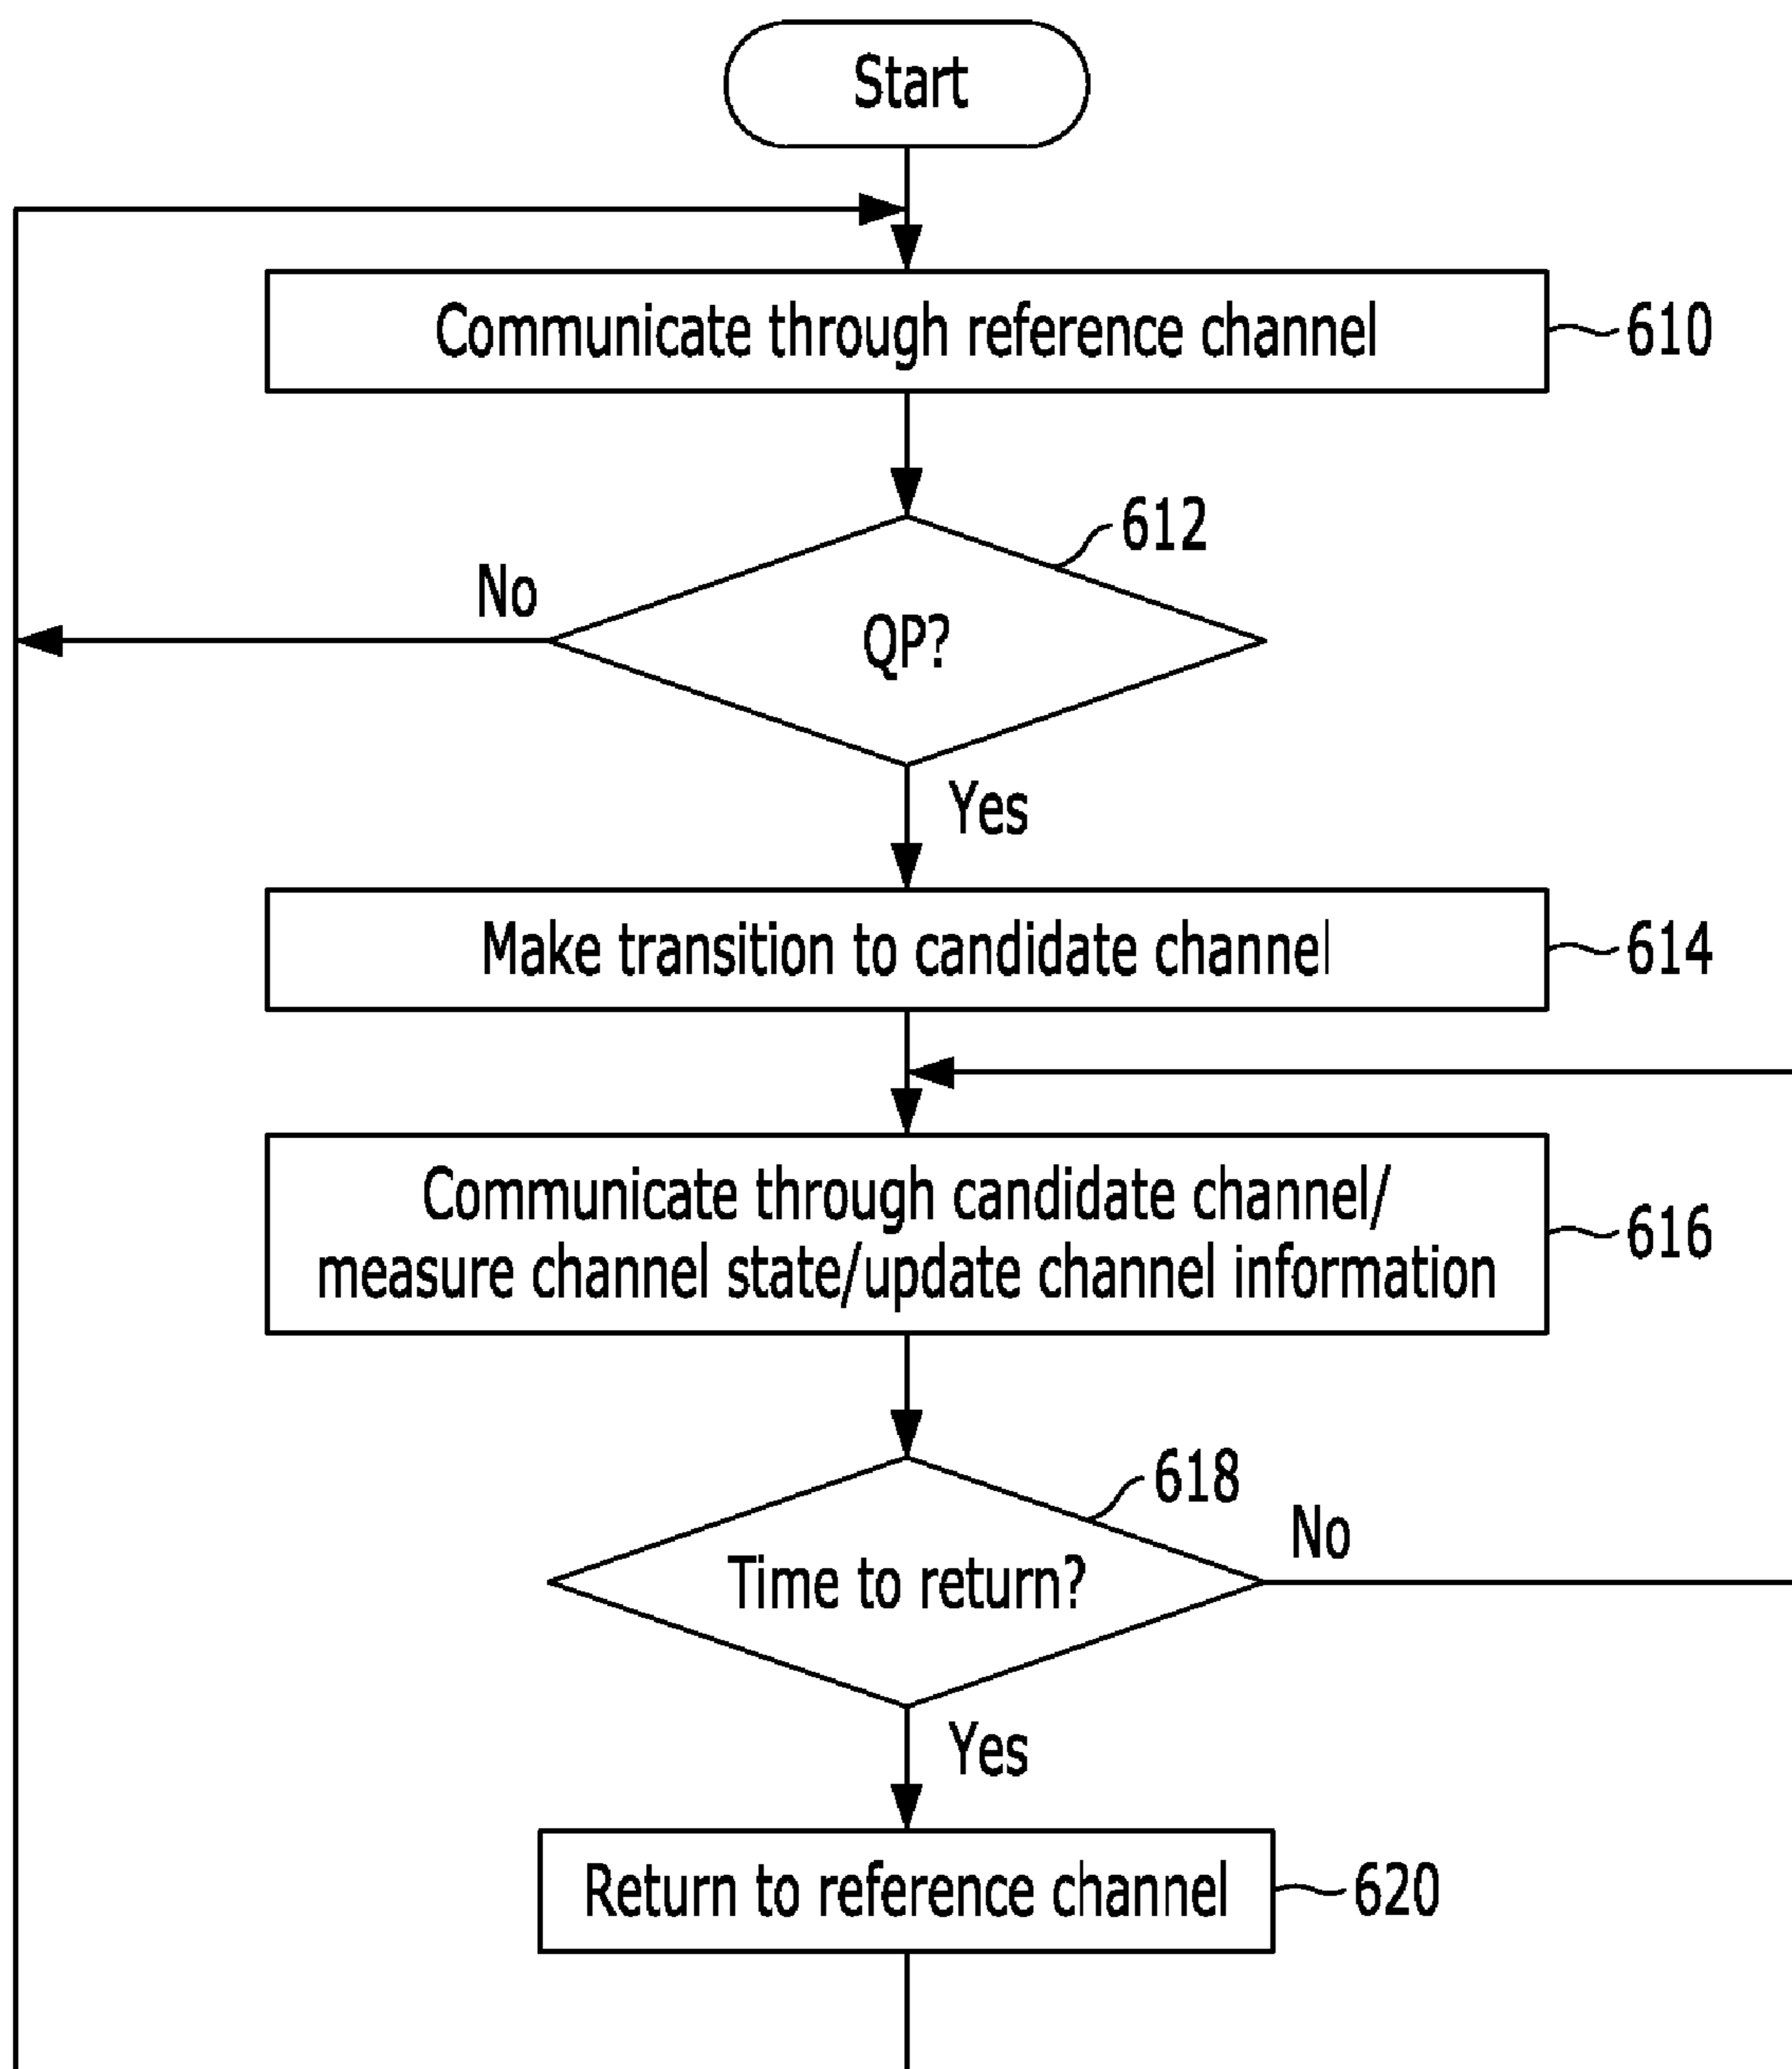 Start
Communicate through reference channel
610
612
No
QP?
Yes
Make transition to candidate channel
614
Communicate through candidate channel/
measure channel state/update channel information
616
618
No
Time to return?
Yes
Return to reference channel
620